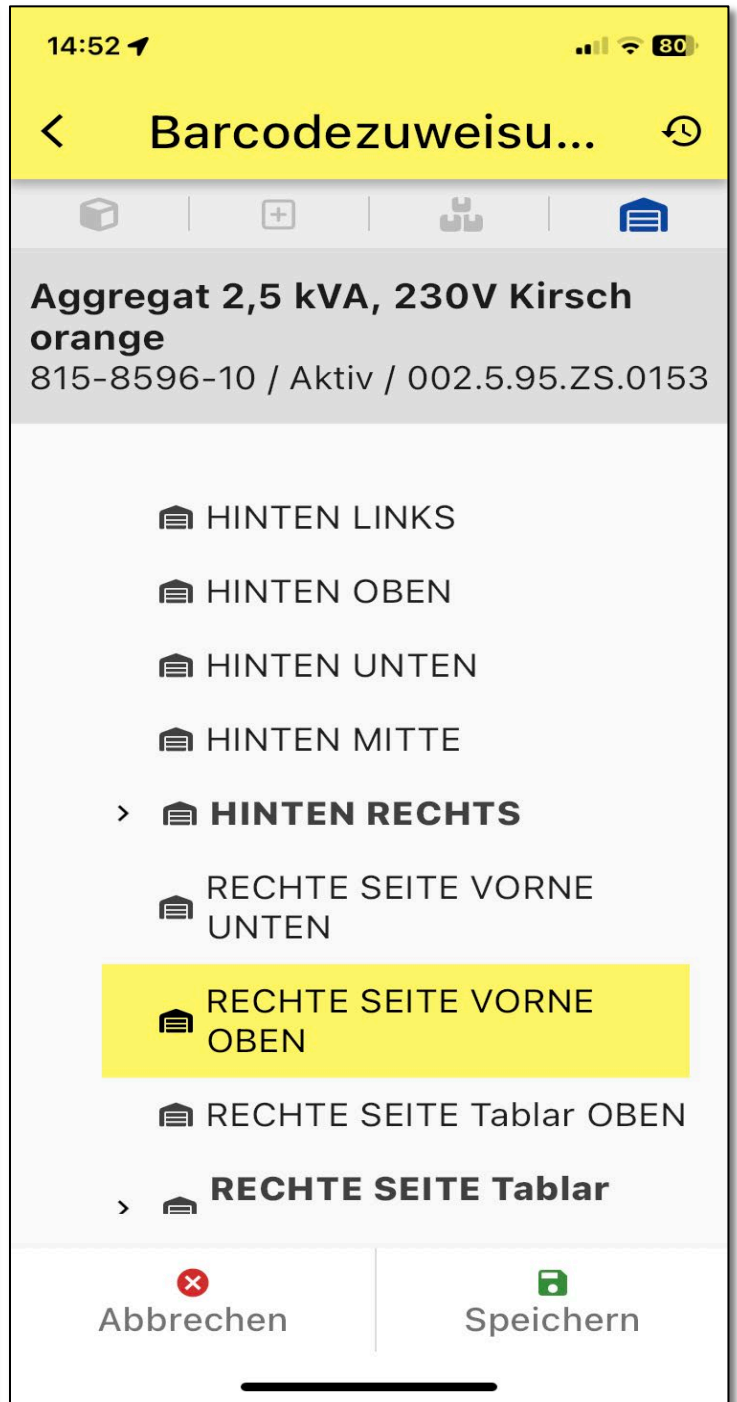 14:52
80
Barcodezuweisu...
Aggregat 2,5 kVA, 230V Kirsch
orange
815-8596-10 / Aktiv / 002.5.95.ZS.0153
HINTEN LINKS
HINTEN OBEN
HINTEN UNTEN
HINTEN MITTE
HINTEN RECHTS
RECHTE SEITE VORNE
UNTEN
RECHTE SEITE VORNE
OBEN
RECHTE SEITE Tablar OBEN
RECHTE SEITE Tablar
Abbrechen
Speichern